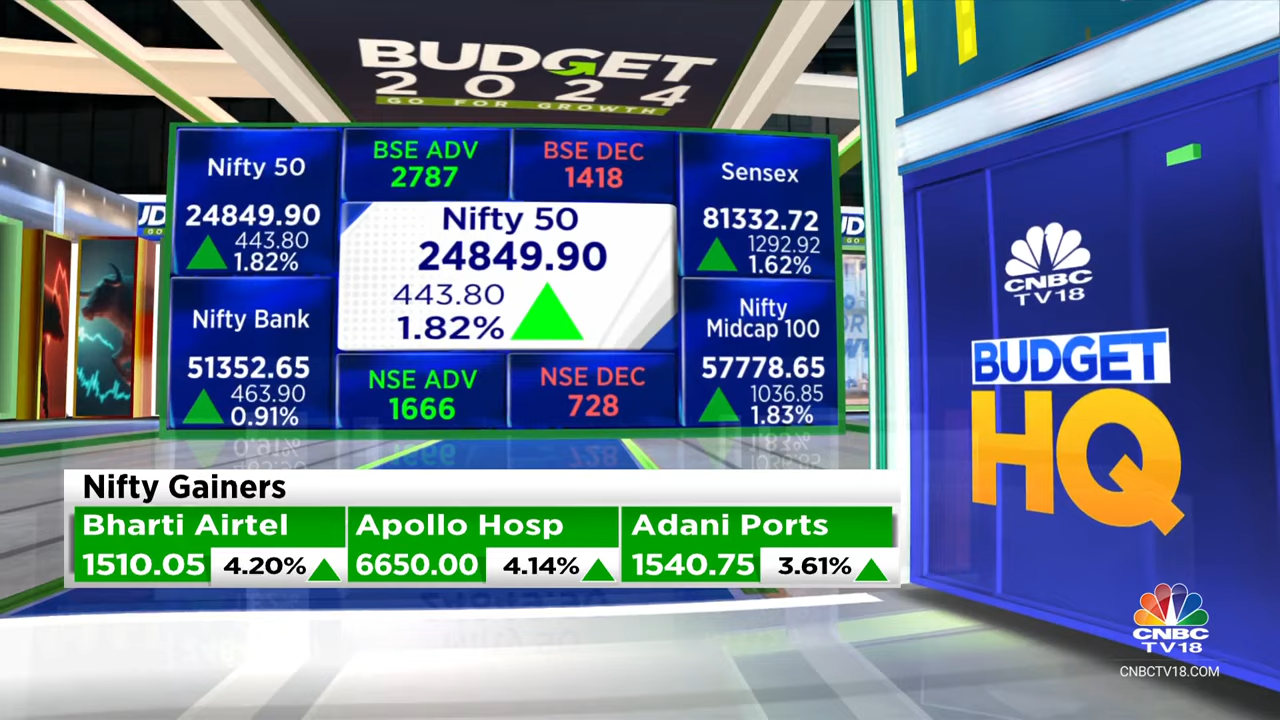 BUDGET
2024
GO FOR GROWTH
Nifty 50
24849.90
443.80
1.82%
BSE ADV
2787
BSE DEC
1418
Sensex
81332.72
1292.92
1.62%
Nifty 50
24849.90
443.80
1.82%
Nifty Bank
51352.65
463.90
0.91%
NSE ADV
1666
NSE DEC
728
Nifty
Midcap 100
57778.65
1036.85
1.83%
CNBC
TV18
BUDGET
HQ
Nifty Gainers
Bharti Airtel
1510.05 4.20%
Apollo Hosp
6650.00 4.14%
Adani Ports
1540.75 3.61%
CNBC
TV18
CNBCTV18.COM